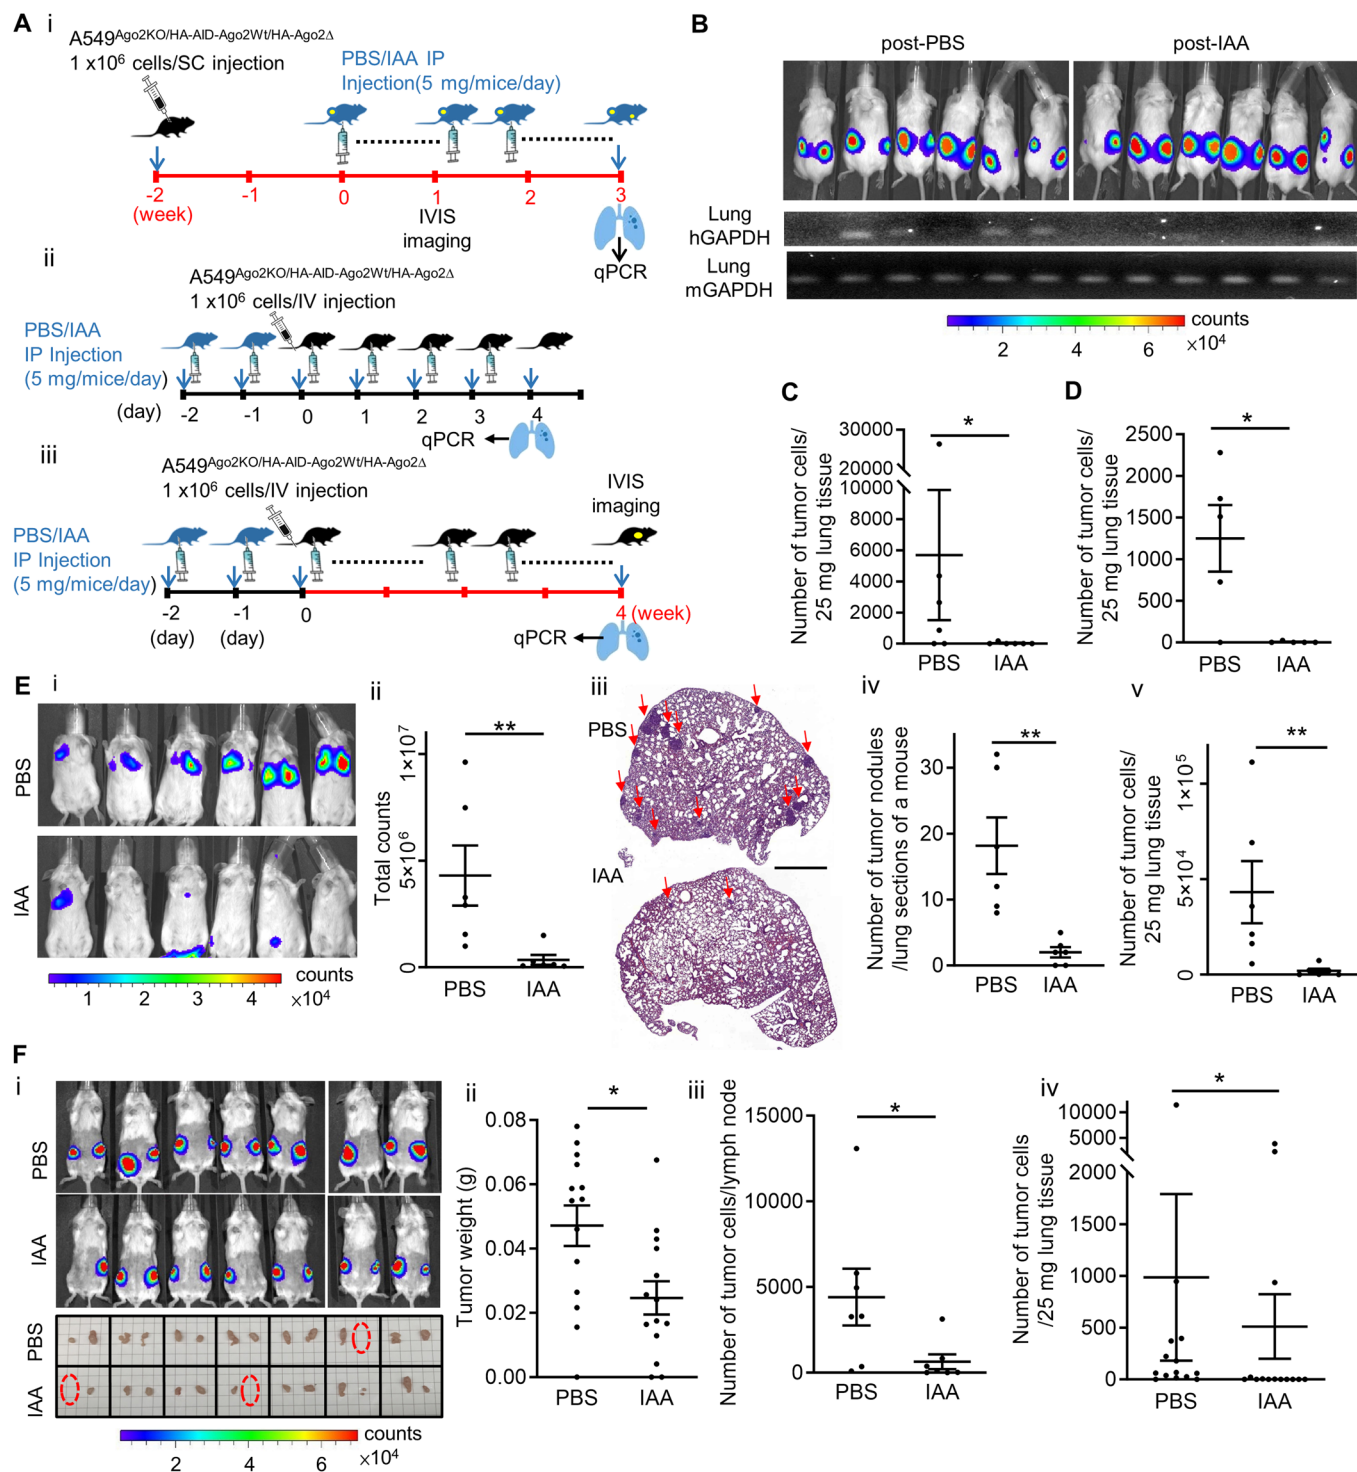 A i
A549Ago2KO/HA-AID-Ago2Wt/HA-Ago2Δ
1 x10⁶ cells/SC injection
PBS/IAA IP
Injection(5 mg/mice/day)
-2 -1 0 1 2 3
(week)
IVIS
imaging
qPCR
ii
A549Ago2KO/HA-AID-Ago2Wt/HA-Ago2Δ
1 x10⁶ cells/IV injection
PBS/IAA
IP Injection
(5 mg/mice/day)
(day) -2 -1 0 1 2 3 4
qPCR
iii
A549Ago2KO/HA-AID-Ago2Wt/HA-Ago2Δ
1 x10⁶ cells/IV injection
IVIS
imaging
PBS/IAA
IP Injection
(5 mg/mice/day)
-2 -1 0 4 (week)
(day) (day)
qPCR
B
post-PBS post-IAA
Lung
hGAPDH
Lung
mGAPDH
counts
2 4 6 ×10⁴
C
Number of tumor cells/
25 mg lung tissue
30000
20000
10000
8000
6000
4000
2000
0
*
PBS IAA
D
Number of tumor cells/
25 mg lung tissue
2500
2000
1500
1000
500
0
*
PBS IAA
E i
PBS
IAA
counts
1 2 3 4 ×10⁴
ii
Total counts
1×10⁷
5×10⁶
0
**
PBS IAA
iii
PBS
IAA
iv
Number of tumor nodules
/lung sections of a mouse
30
20
10
0
**
PBS IAA
v
Number of tumor cells/
25 mg lung tissue
1×10⁵
5×10⁴
0
**
PBS IAA
F
i
PBS
IAA
PBS
IAA
counts
2 4 6 ×10⁴
ii
Tumor weight (g)
0.08
0.06
0.04
0.02
0.00
*
PBS IAA
iii
Number of tumor cells/lymph node
15000
10000
5000
0
*
PBS IAA
iv
Number of tumor cells
/25 mg lung tissue
10000
5000
2000
1500
1000
500
0
*
PBS IAA